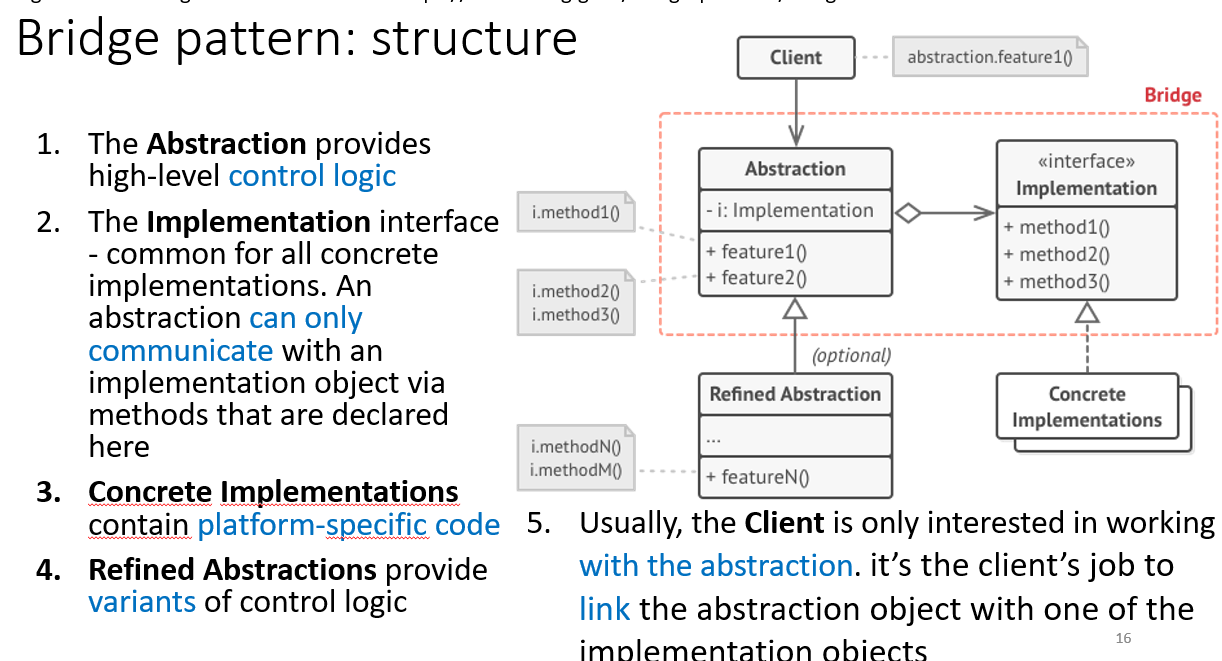 Bridge pattern: structure
1. The Abstraction provides
high-level control logic
2. The Implementation interface
- common for all concrete
implementations. An
abstraction can only
communicate with an
implementation object via
methods that are declared
here
3. Concrete Implementations
contain platform-specific code
4. Refined Abstractions provide
variants of control logic
Client
abstraction.feature1()
Bridge
Abstraction
- i: Implementation
+ feature1()
+ feature2()
«interface»
Implementation
+ method1()
+ method2()
+ method3()
i.method1()
i.method2()
i.method3()
(optional)
Refined Abstraction
...
+ featureN()
i.methodN()
i.methodM()
Concrete
Implementations
5. Usually, the Client is only interested in working
with the abstraction. it’s the client’s job to
link the abstraction object with one of the
implementation objects
16